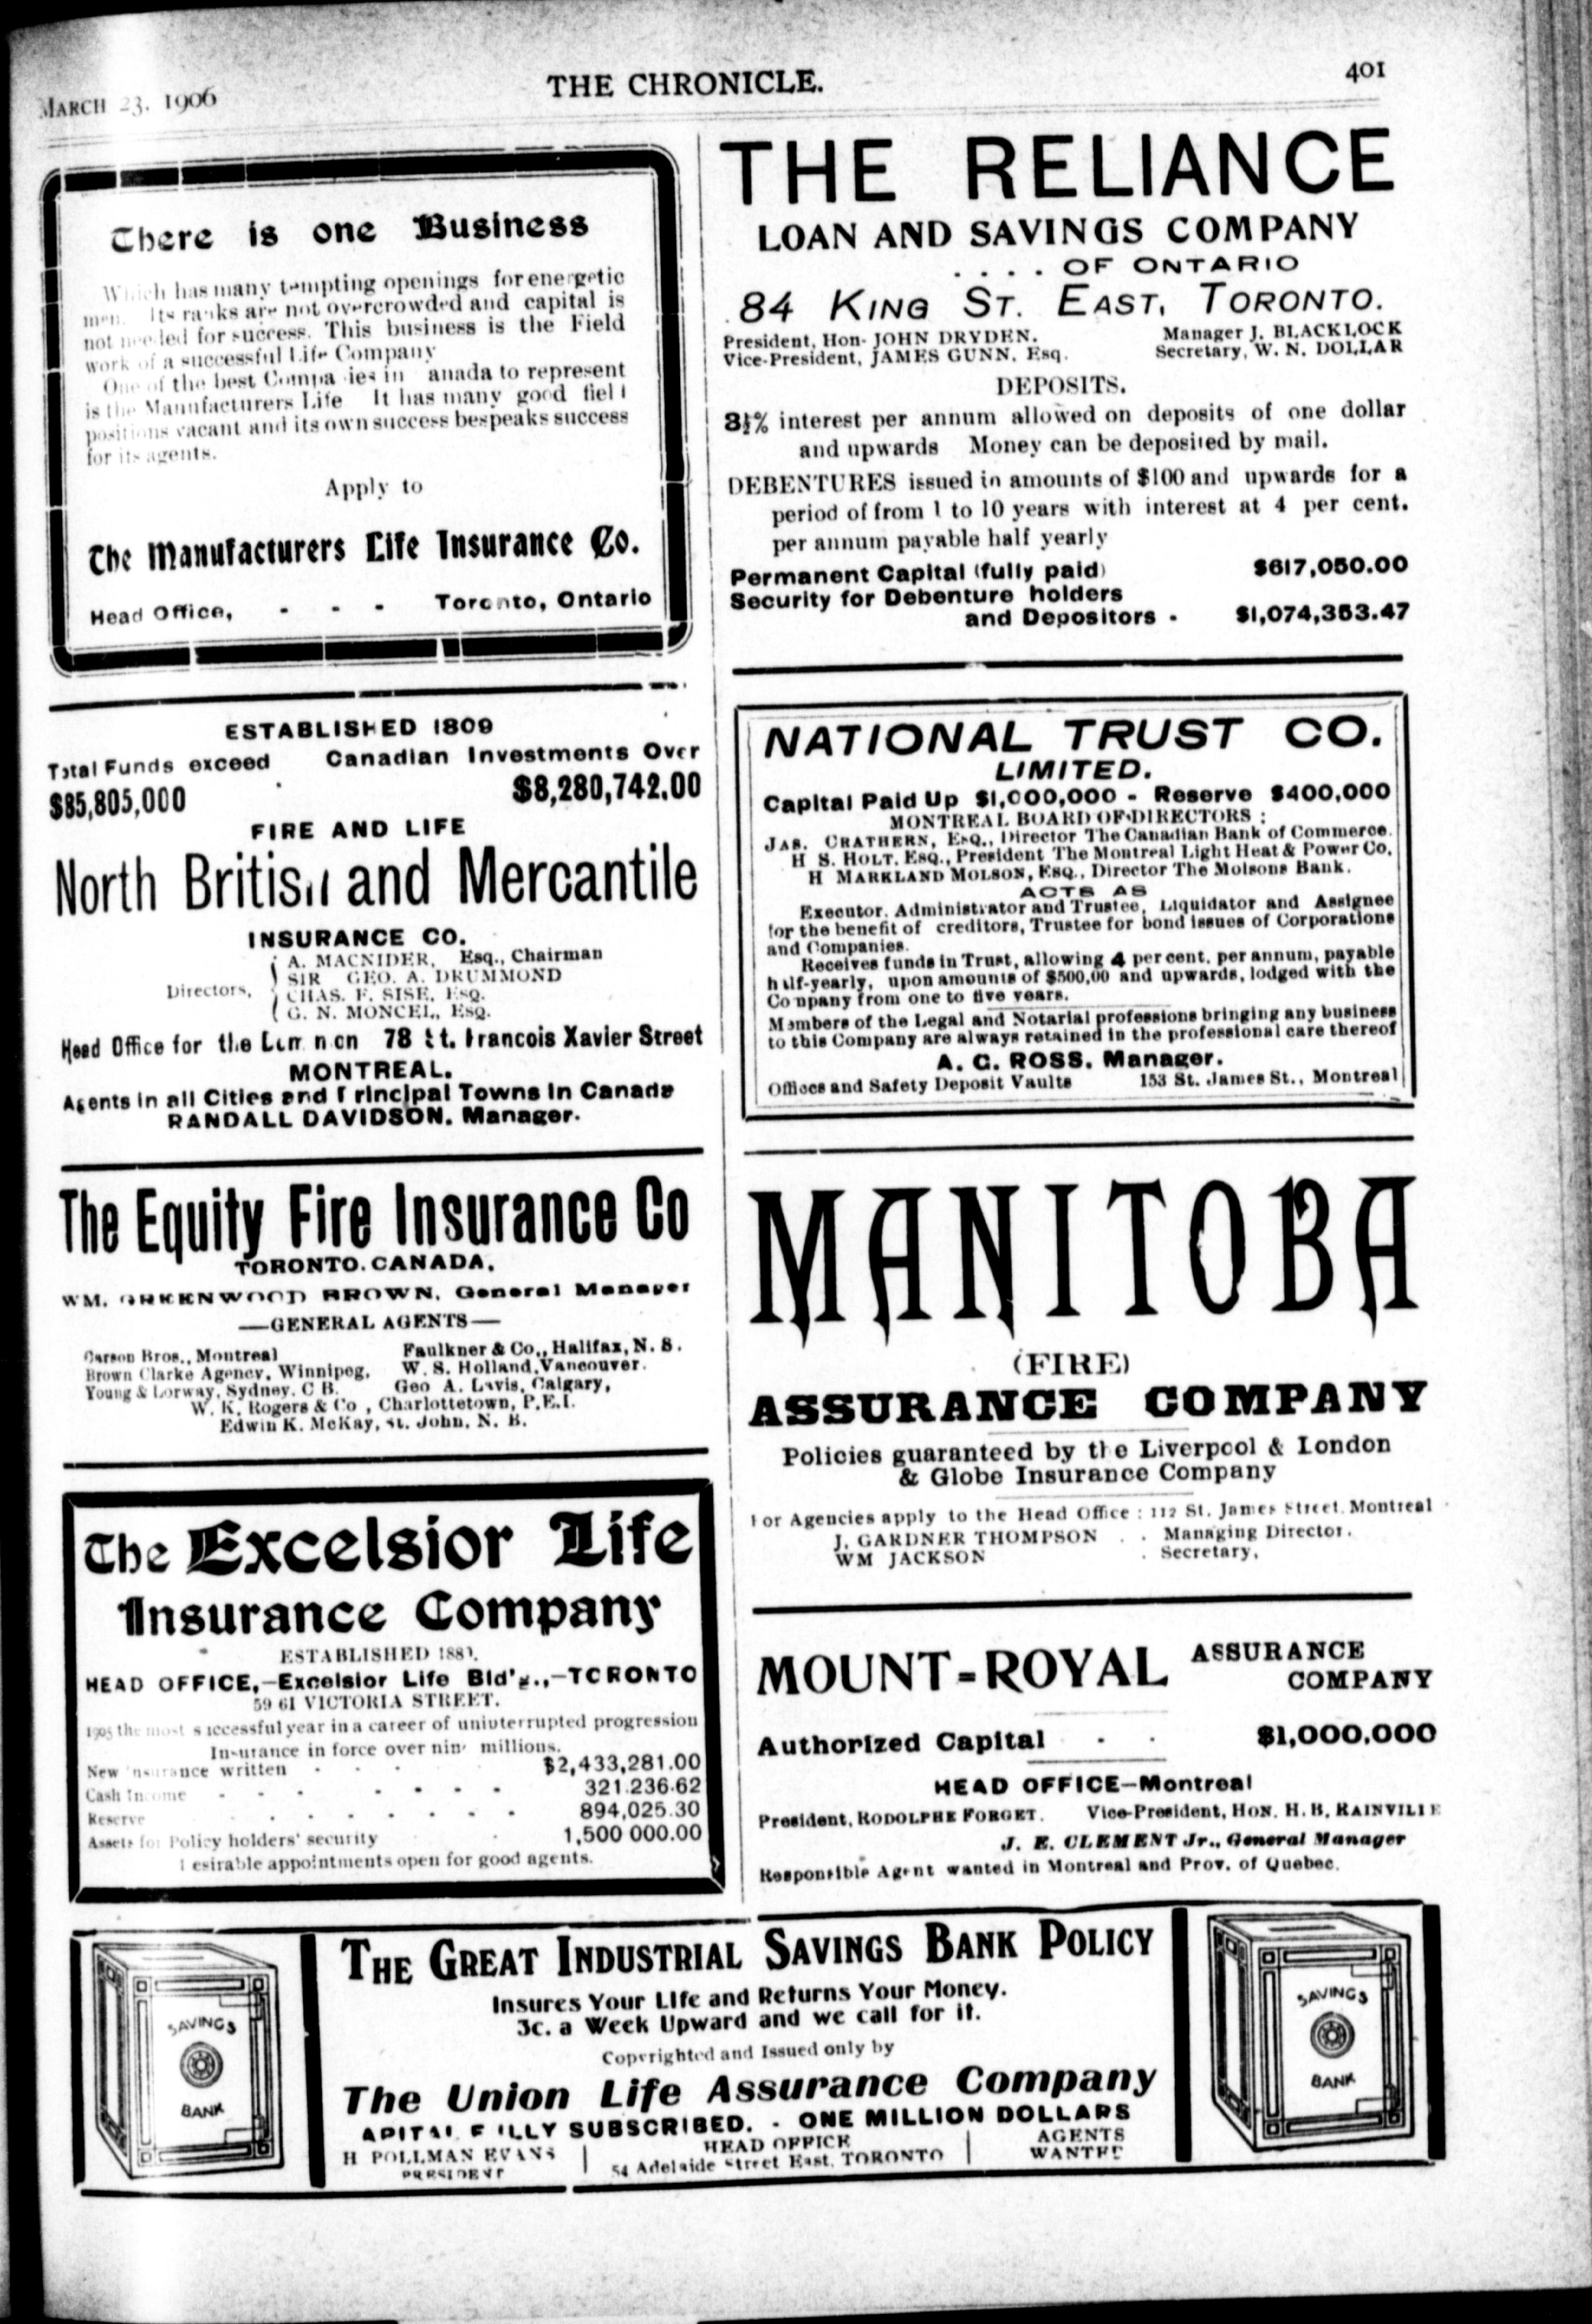 MARCH 23, 1906
THE CHRONICLE.
401
There is one Business
Which has many tempting openings for energetic
men. Its ranks are not overcrowded and capital is
not needed for success. This business is the Field
work of a successful Life Company
One of the best Compa ies in anada to represent
is the Manufacturers Life It has many good field
positions vacant and its own success bespeaks success
for its agents.
Apply to
The Manufacturers Life Insurance Co.
Head Office, - - - Toronto, Ontario
ESTABLISHED 1809
Total Funds exceed Canadian Investments Over
$85,805,000 $8,280,742.00
FIRE AND LIFE
North British and Mercantile
INSURANCE CO.
Directors,
A. MACNIDER, Esq., Chairman
SIR GEO. A. DRUMMOND
CHAS. F. SISE, Esq.
G. N. MONCEL, Esq.
Head Office for the Dominion 78 St. Francois Xavier Street
MONTREAL.
Agents in all Cities and Principal Towns in Canada
RANDALL DAVIDSON, Manager.
The Equity Fire Insurance Co
TORONTO, CANADA,
WM. GREENWOOD BROWN, General Manager
—GENERAL AGENTS—
Carson Bros., Montreal Faulkner & Co., Halifax, N. S.
Brown Clarke Agency, Winnipeg, W. S. Holland, Vancouver.
Young & Lorway, Sydney, C B. Geo A. Lavis, Calgary,
W. K. Rogers & Co , Charlottetown, P.E.I.
Edwin K. McKay, St. John, N. B.
The Excelsior Life
Insurance Company
ESTABLISHED
HEAD OFFICE,—Excelsior Life Bld'g.,—TORONTO
59 61 VICTORIA STREET.
1905 the most successful year in a career of uninterrupted progression
Insurance in force over nine millions.
New Insurance written - - - $2,433,281.00
Cash Income - - - - - - - 321.236.62
Reserve - - - - - - - 894,025.30
Assets for Policy holders' security - 1,500 000.00
Desirable appointments open for good agents.
THE RELIANCE
LOAN AND SAVINGS COMPANY
. . . . OF ONTARIO
84 KING ST. EAST, TORONTO.
President, Hon- JOHN DRYDEN. Manager J. BLACKLOCK
Vice-President, JAMES GUNN, Esq. Secretary, W. N. DOLLAR
DEPOSITS.
3½% interest per annum allowed on deposits of one dollar
and upwards Money can be deposited by mail.
DEBENTURES issued in amounts of $100 and upwards for a
period of from 1 to 10 years with interest at 4 per cent.
per annum payable half yearly
Permanent Capital (fully paid) $617,050.00
Security for Debenture holders
and Depositors - $1,074,353.47
NATIONAL TRUST CO.
LIMITED.
Capital Paid Up $1,000,000 - Reserve $400,000
MONTREAL BOARD OF DIRECTORS :
JAS. CRATHERN, ESQ., Director The Canadian Bank of Commerce.
H S. HOLT, ESQ., President The Montreal Light Heat & Power Co.
H MARKLAND MOLSON, ESQ., Director The Molsons Bank.
ACTS AS
Executor, Administrator and Trustee, Liquidator and Assignee
for the benefit of creditors, Trustee for bond issues of Corporations
and Companies.
Receives funds in Trust, allowing 4 per cent. per annum, payable
half-yearly, upon amounts of $500.00 and upwards, lodged with the
Company from one to five years.
Members of the Legal and Notarial professions bringing any business
to this Company are always retained in the professional care thereof
A. G. ROSS, Manager.
Offices and Safety Deposit Vaults 153 St. James St., Montreal
MANITOBA
(FIRE)
ASSURANCE COMPANY
Policies guaranteed by the Liverpool & London
& Globe Insurance Company
For Agencies apply to the Head Office : 112 St. James Street, Montreal
J. GARDNER THOMPSON . . Managing Director.
WM JACKSON . Secretary,
MOUNT-ROYAL ASSURANCE
COMPANY
Authorized Capital - - $1,000,000
HEAD OFFICE—Montreal
President, RODOLPHE FORGET. Vice-President, HON. H. B. RAINVILLE
J. E. CLEMENT Jr., General Manager
Responsible Agent wanted in Montreal and Prov. of Quebec.
SAVINGS
BANK
THE GREAT INDUSTRIAL SAVINGS BANK POLICY
Insures Your Life and Returns Your Money.
3c. a Week Upward and we call for it.
Copyrighted and Issued only by
The Union Life Assurance Company
CAPITAL FULLY SUBSCRIBED. - ONE MILLION DOLLARS
H POLLMAN EVANS
PRESIDENT
HEAD OFFICE
54 Adelaide Street East, TORONTO
AGENTS
WANTED
SAVINGS
BANK